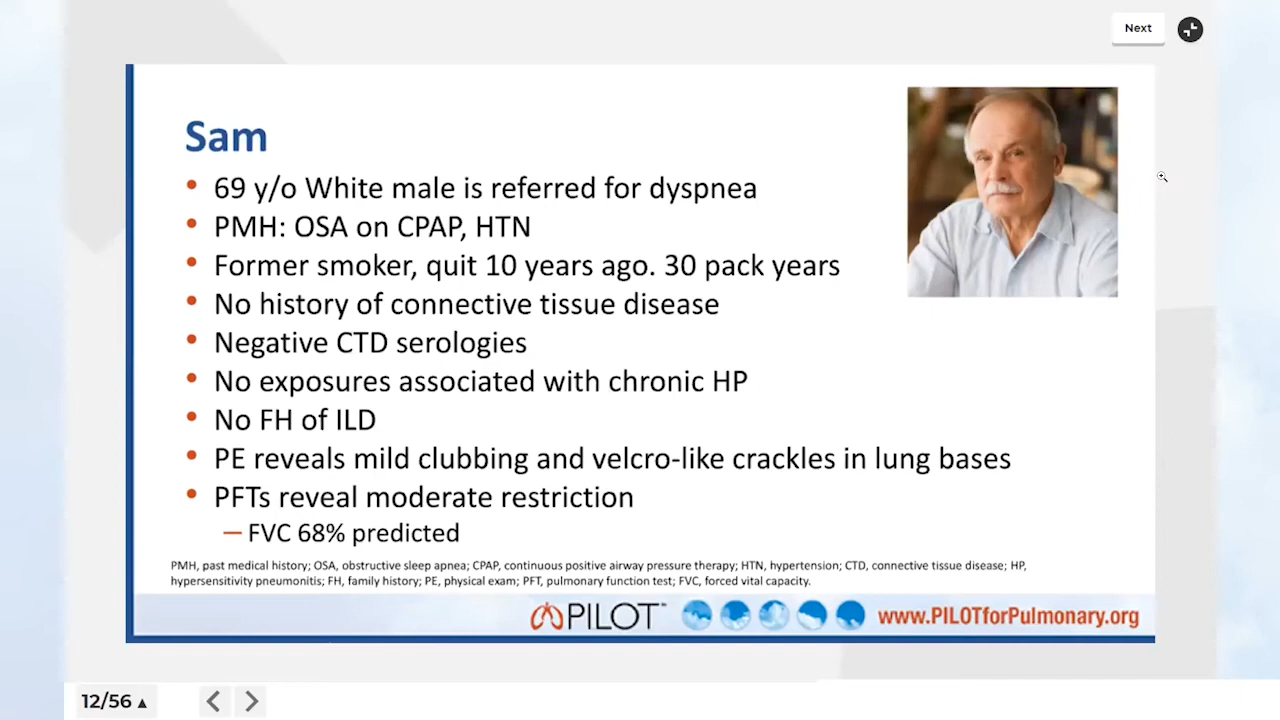 Next
Sam
• 69 y/o White male is referred for dyspnea
• PMH: OSA on CPAP, HTN
• Former smoker, quit 10 years ago. 30 pack years
• No history of connective tissue disease
• Negative CTD serologies
• No exposures associated with chronic HP
• No FH of ILD
• PE reveals mild clubbing and velcro-like crackles in lung bases
• PFTs reveal moderate restriction
— FVC 68% predicted
PMH, past medical history; OSA, obstructive sleep apnea; CPAP, continuous positive airway pressure therapy; HTN, hypertension; CTD, connective tissue disease; HP,
hypersensitivity pneumonitis; FH, family history; PE, physical exam; PFT, pulmonary function test; FVC, forced vital capacity.
PILOT™ www.PILOTforPulmonary.org
12/56 ▲